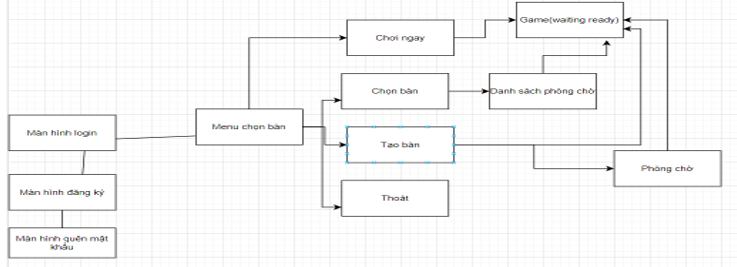 Game(waiting ready)
Chơi ngay
Chọn bàn
Danh sách phòng chờ
Menu chọn bàn
Màn hình login
Tạo bàn
Phòng chờ
Màn hình đăng ký
Thoát
Màn hình quên mật
khẩu